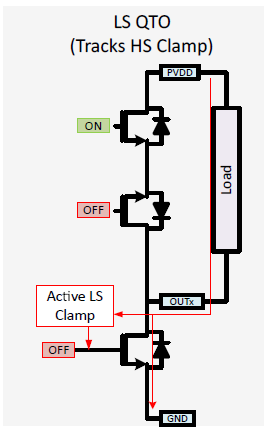 LS QTO
(Tracks HS Clamp)
PVDD
ON
Load
OFF
Active LS
Clamp
OUTx
OFF
GND